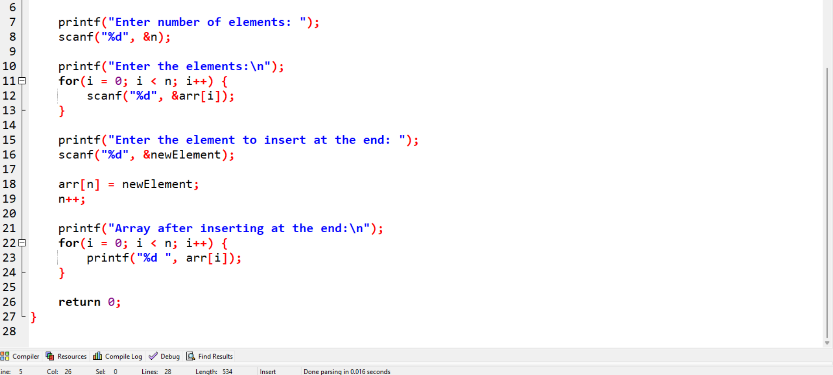 6
7 printf("Enter number of elements: ");
8 scanf("%d", &n);
9
10 printf("Enter the elements:\n");
11 for(i = 0; i < n; i++) {
12 scanf("%d", &arr[i]);
13 }
14
15 printf("Enter the element to insert at the end: ");
16 scanf("%d", &newElement);
17
18 arr[n] = newElement;
19 n++;
20
21 printf("Array after inserting at the end:\n");
22 for(i = 0; i < n; i++) {
23 printf("%d ", arr[i]);
24 }
25
26 return 0;
27 }
28
Compiler Resources Compile Log Debug Find Results
ine: 5 Col: 26 Sel: 0 Lines: 28 Length: 534 Insert Done parsing in 0.016 seconds